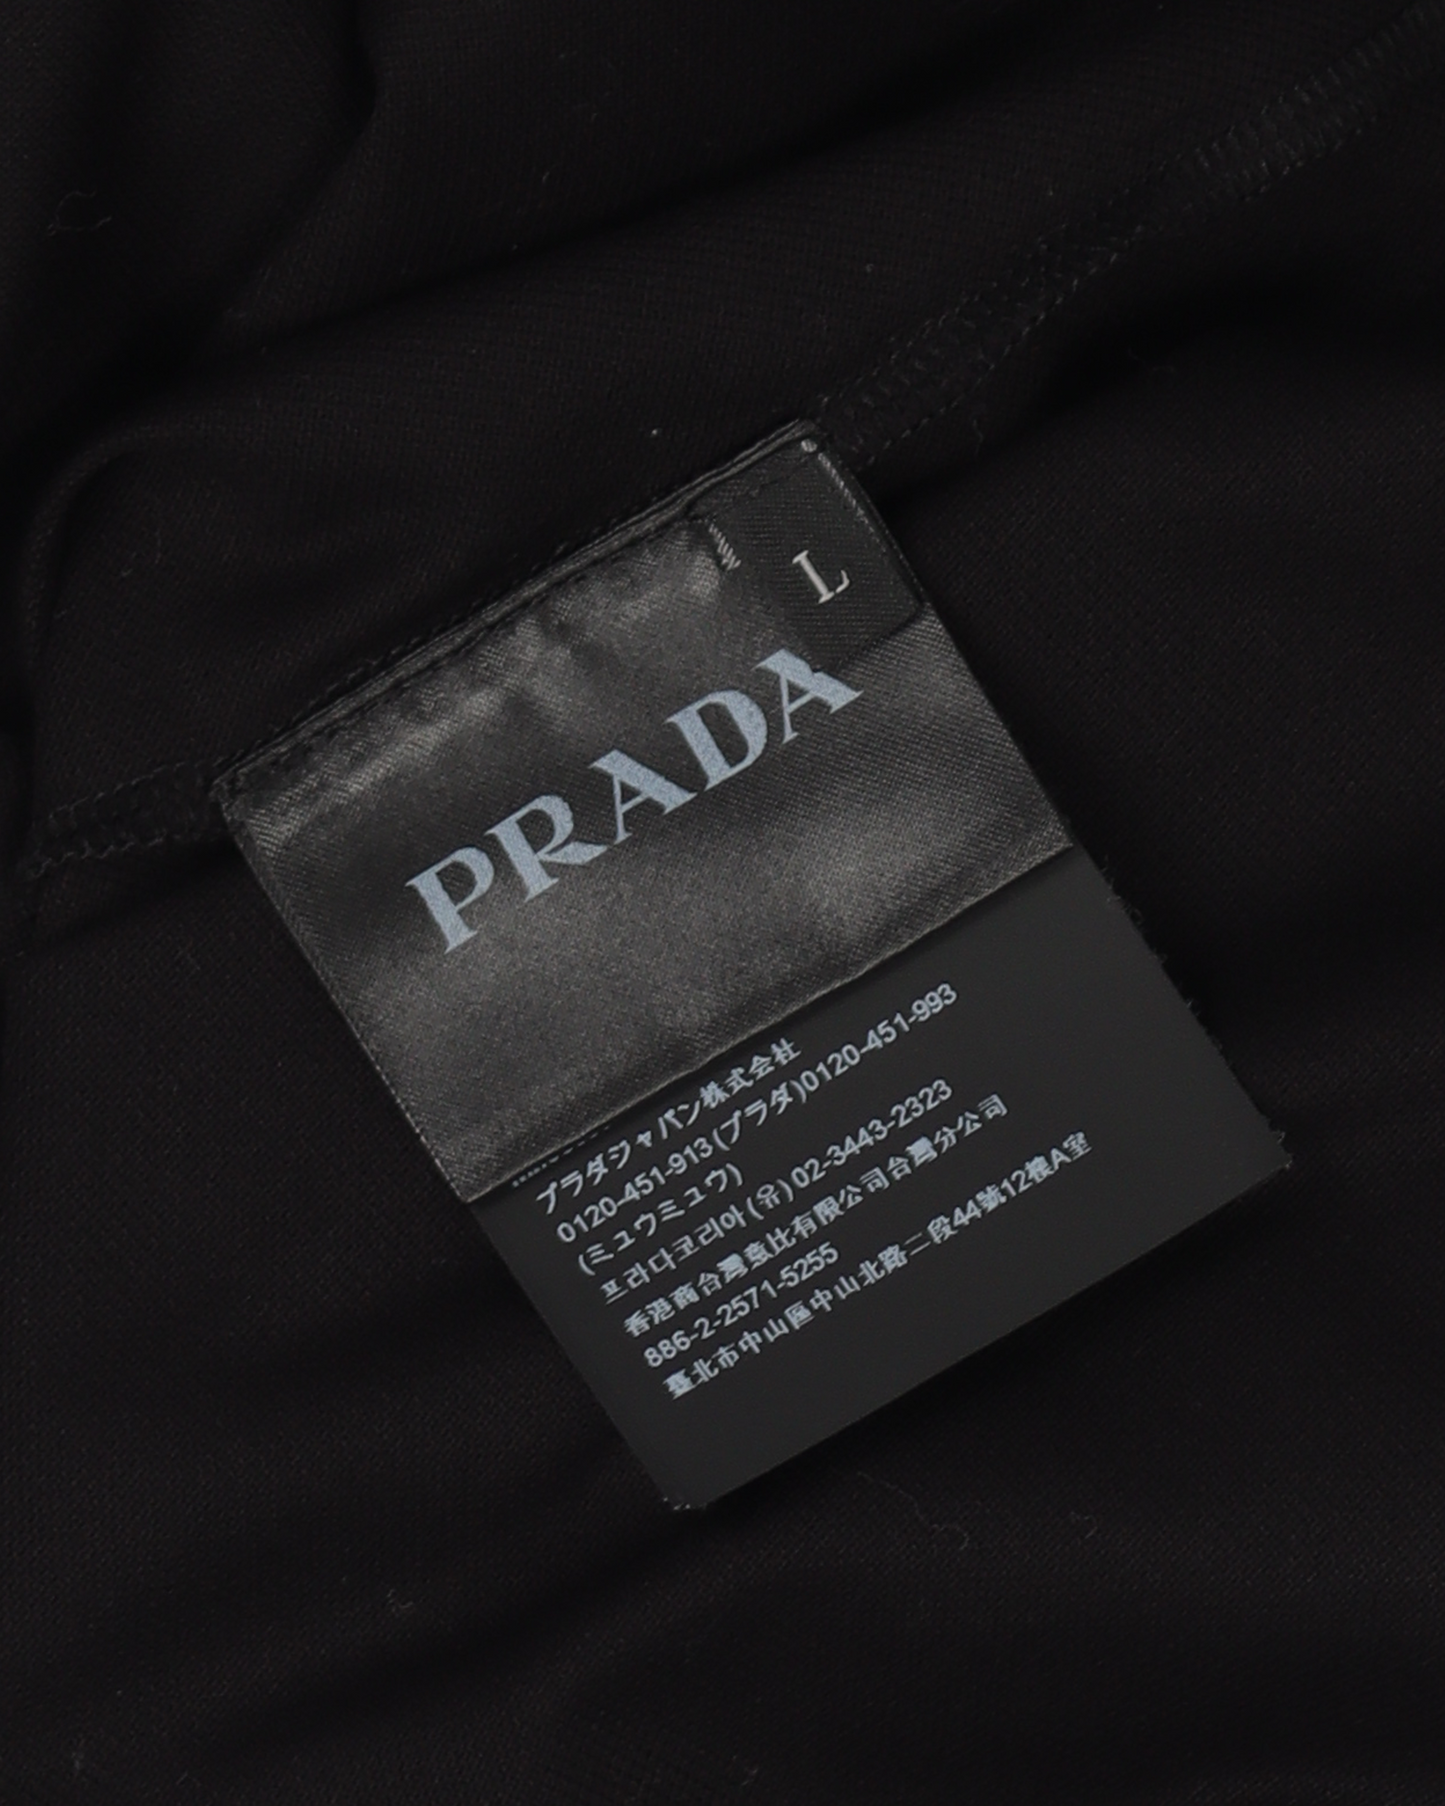 L
PRADA
プラダジャパン株式会社
0120-451-913(プラダ)0120-451-993
(ミュウミュウ)
프라다코리아(유)02-3443-2323
香港商台灣薏比有限公司台灣分公司
886-2-2571-5255
臺北市中山區中山北路二段44號12樓A室